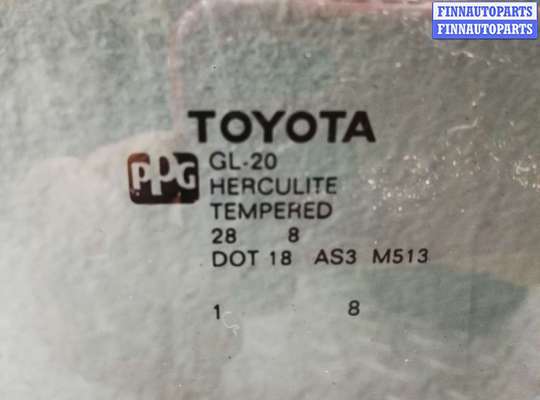 FINNAUTOPARTS
FINNAUTOPARTS
TOYOTA
PPG
GL-20
HERCULITE
TEMPERED
28 8
DOT 18 AS3 M513
1 8